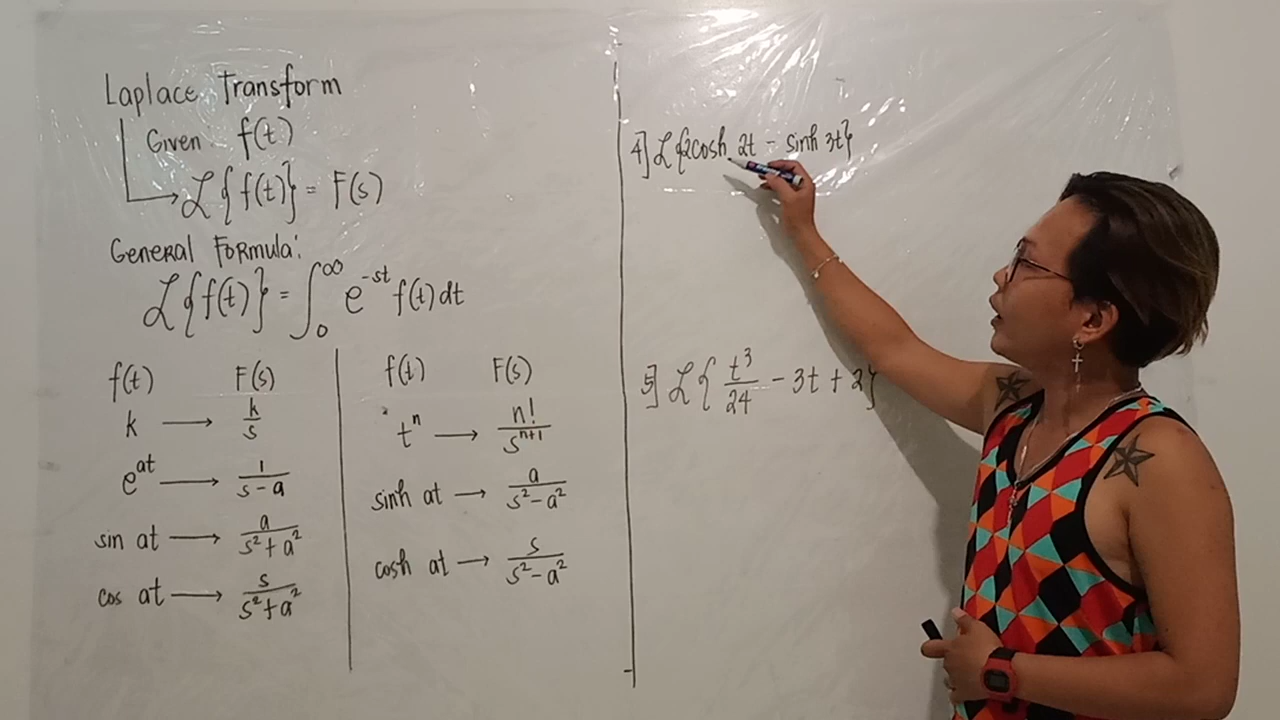 Laplace Transform
Given f(t)
ℒ{f(t)} = F(s)
General Formula:
ℒ{f(t)} = ∫₀^∞ e^{-st} f(t) dt
f(t) F(s)
k → k/s
e^{at} → 1/(s-a)
sin at → a/(s²+a²)
cos at → s/(s²+a²)
f(t) F(s)
t^n → n!/s^{n+1}
sinh at → a/(s²-a²)
cosh at → s/(s²-a²)
4] ℒ{2cosh 2t - sinh 3t}
5] ℒ{t³/24 - 3t + 2}